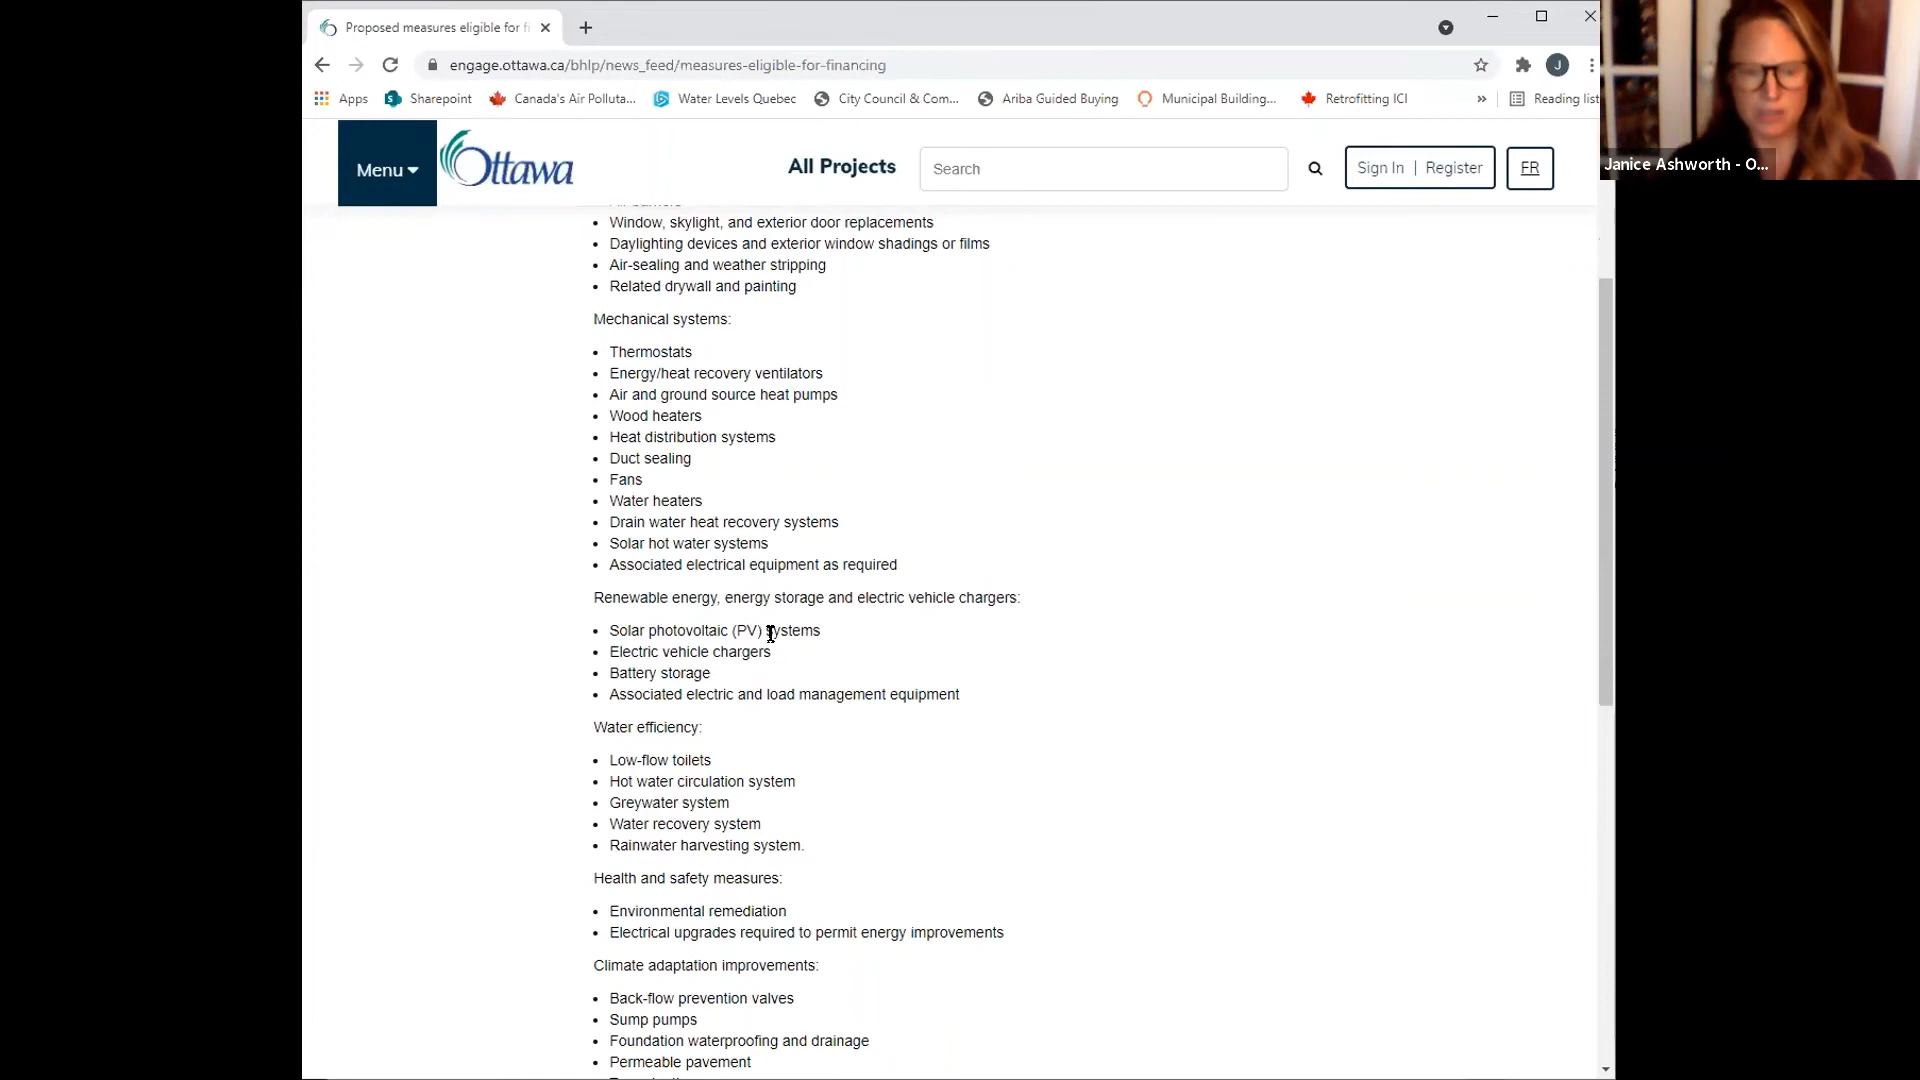 Proposed measures eligible for fi
engage.ottawa.ca/bhlp/news_feed/measures-eligible-for-financing
J
Apps
Sharepoint
Canada's Air Polluta...
Water Levels Quebec
City Council & Com...
Ariba Guided Buying
Municipal Building...
Retrofitting ICI
»
Reading list
Menu
Ottawa
All Projects
Search
Sign In | Register
FR
Janice Ashworth - O...
• Window, skylight, and exterior door replacements
• Daylighting devices and exterior window shadings or films
• Air-sealing and weather stripping
• Related drywall and painting
Mechanical systems:
• Thermostats
• Energy/heat recovery ventilators
• Air and ground source heat pumps
• Wood heaters
• Heat distribution systems
• Duct sealing
• Fans
• Water heaters
• Drain water heat recovery systems
• Solar hot water systems
• Associated electrical equipment as required
Renewable energy, energy storage and electric vehicle chargers:
• Solar photovoltaic (PV) systems
• Electric vehicle chargers
• Battery storage
• Associated electric and load management equipment
Water efficiency:
• Low-flow toilets
• Hot water circulation system
• Greywater system
• Water recovery system
• Rainwater harvesting system.
Health and safety measures:
• Environmental remediation
• Electrical upgrades required to permit energy improvements
Climate adaptation improvements:
• Back-flow prevention valves
• Sump pumps
• Foundation waterproofing and drainage
• Permeable pavement